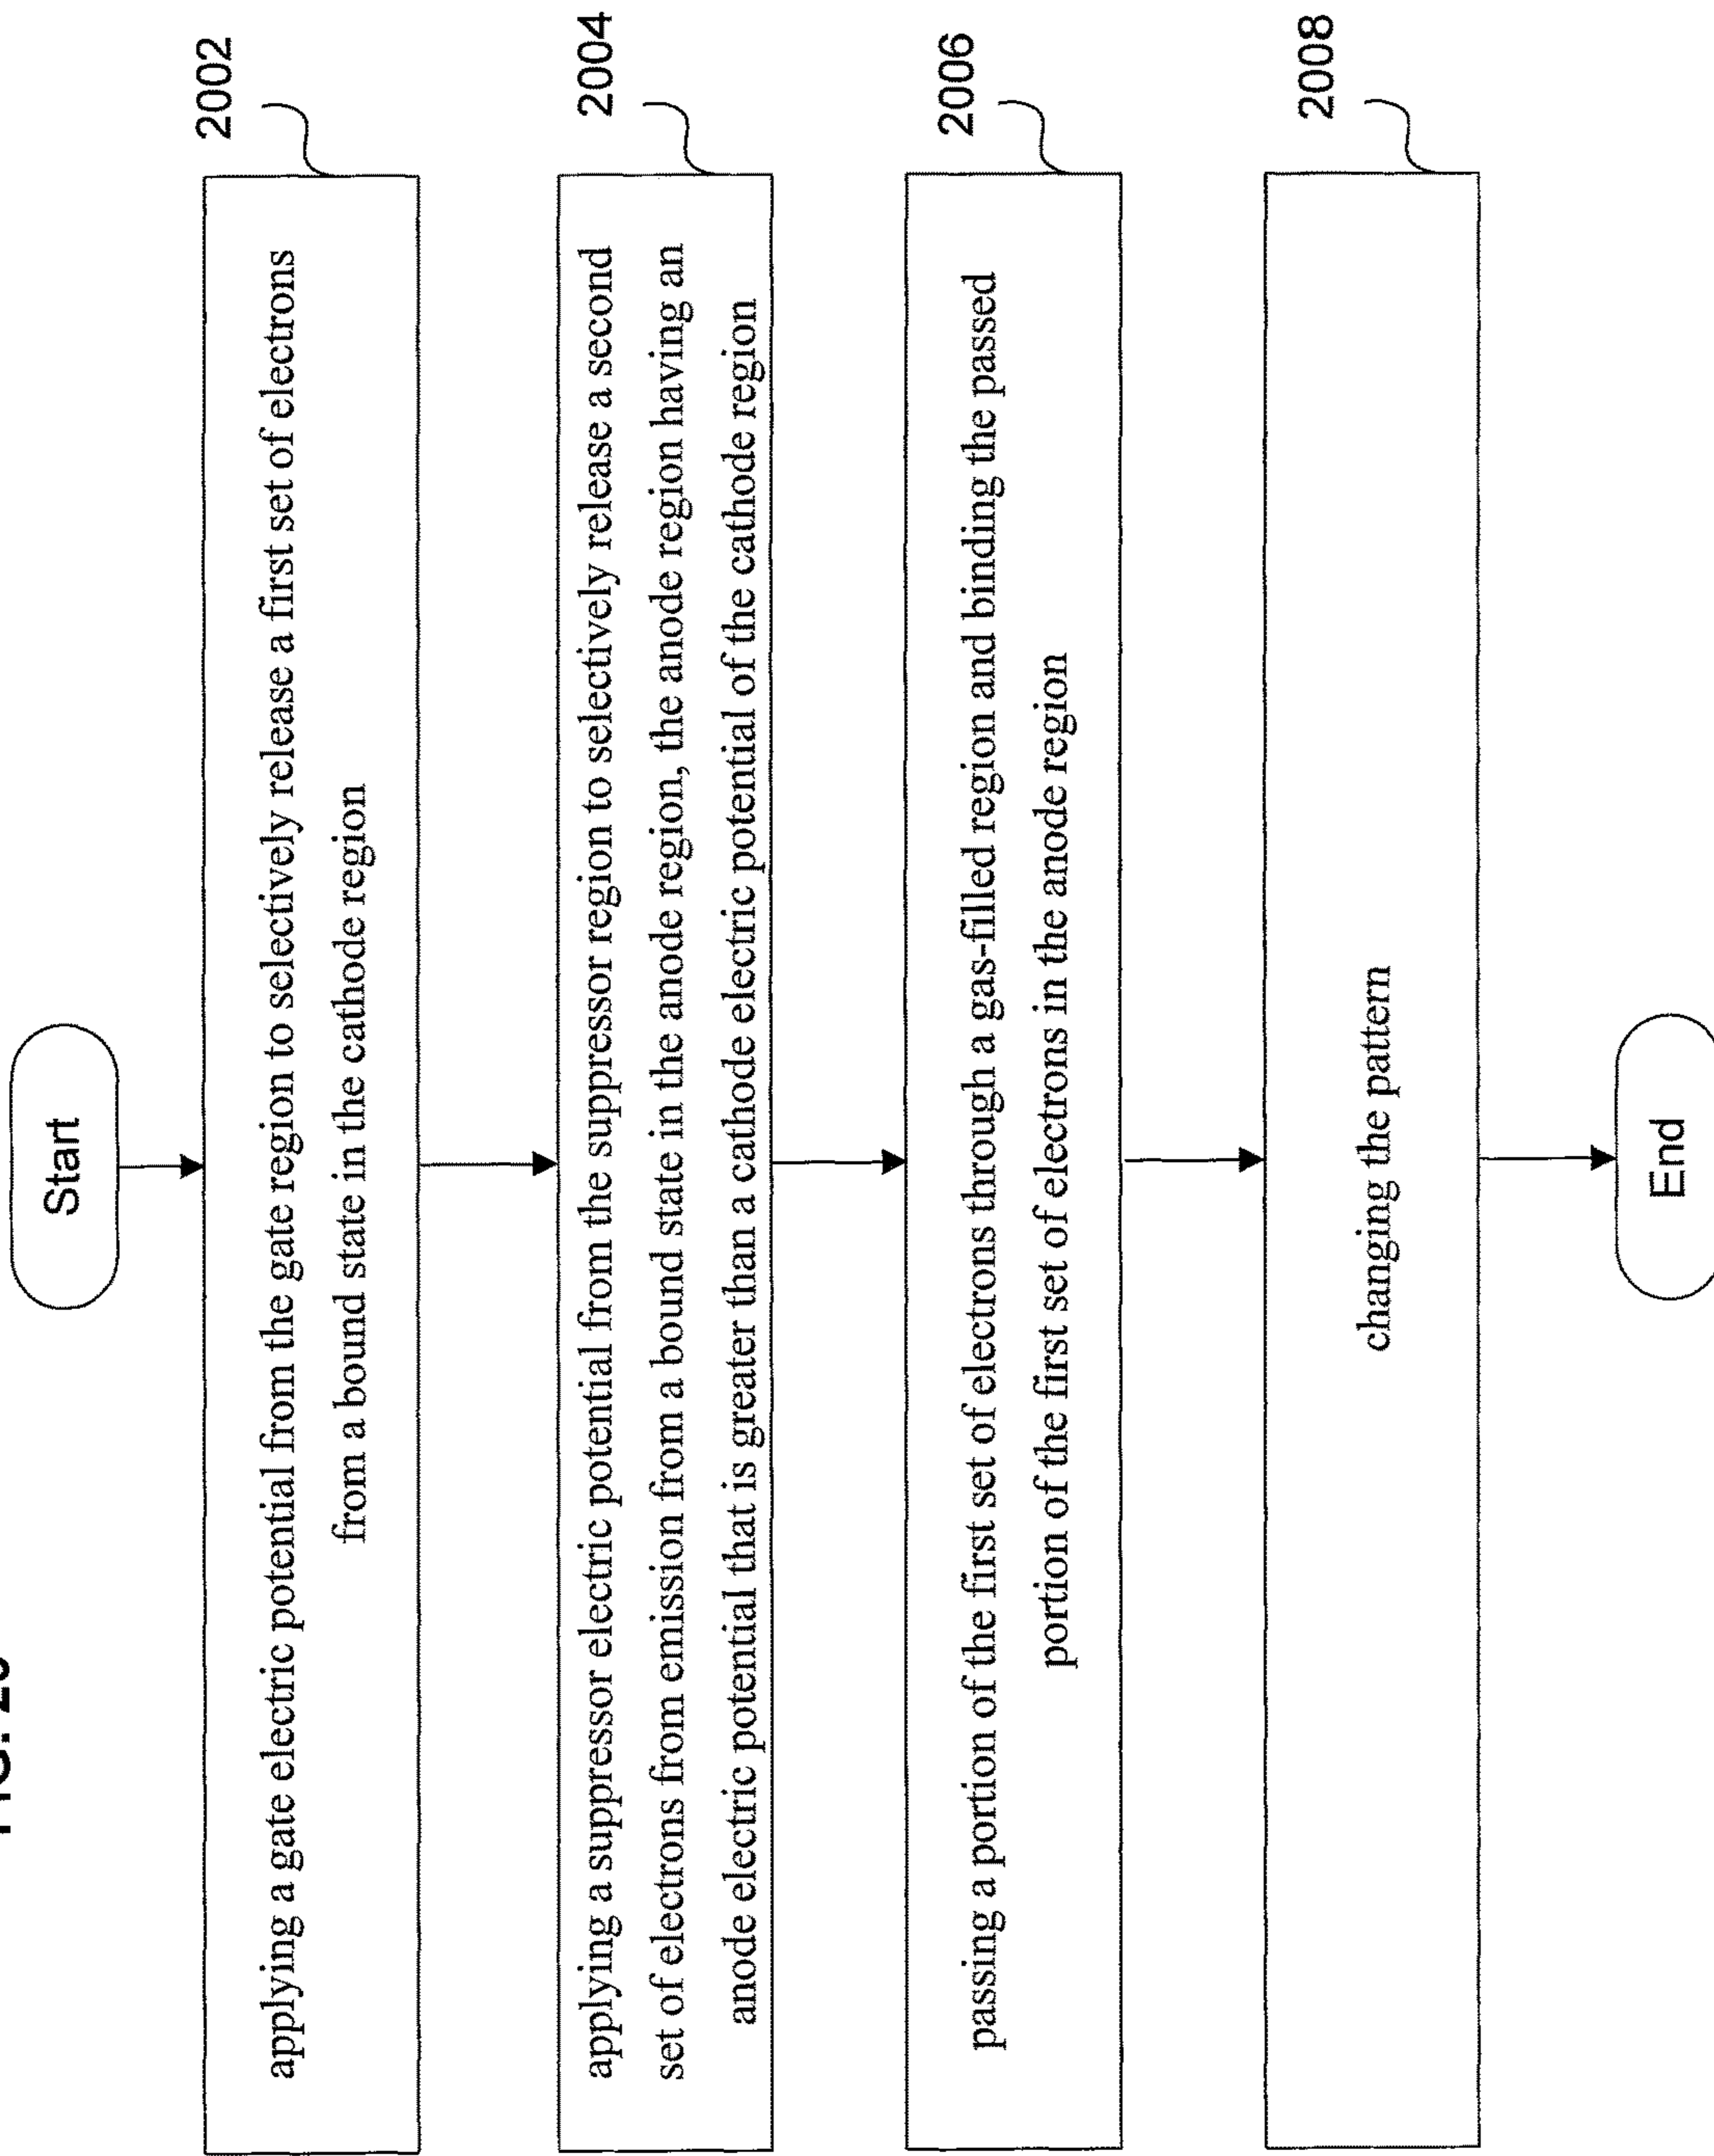 Start
2002
applying a gate electric potential from the gate region to selectively release a first set of electrons
from a bound state in the cathode region
2004
applying a suppressor electric potential from the suppressor region to selectively release a second
set of electrons from emission from a bound state in the anode region, the anode region having an
anode electric potential that is greater than a cathode electric potential of the cathode region
2006
passing a portion of the first set of electrons through a gas-filled region and binding the passed
portion of the first set of electrons in the anode region
2008
changing the pattern
End